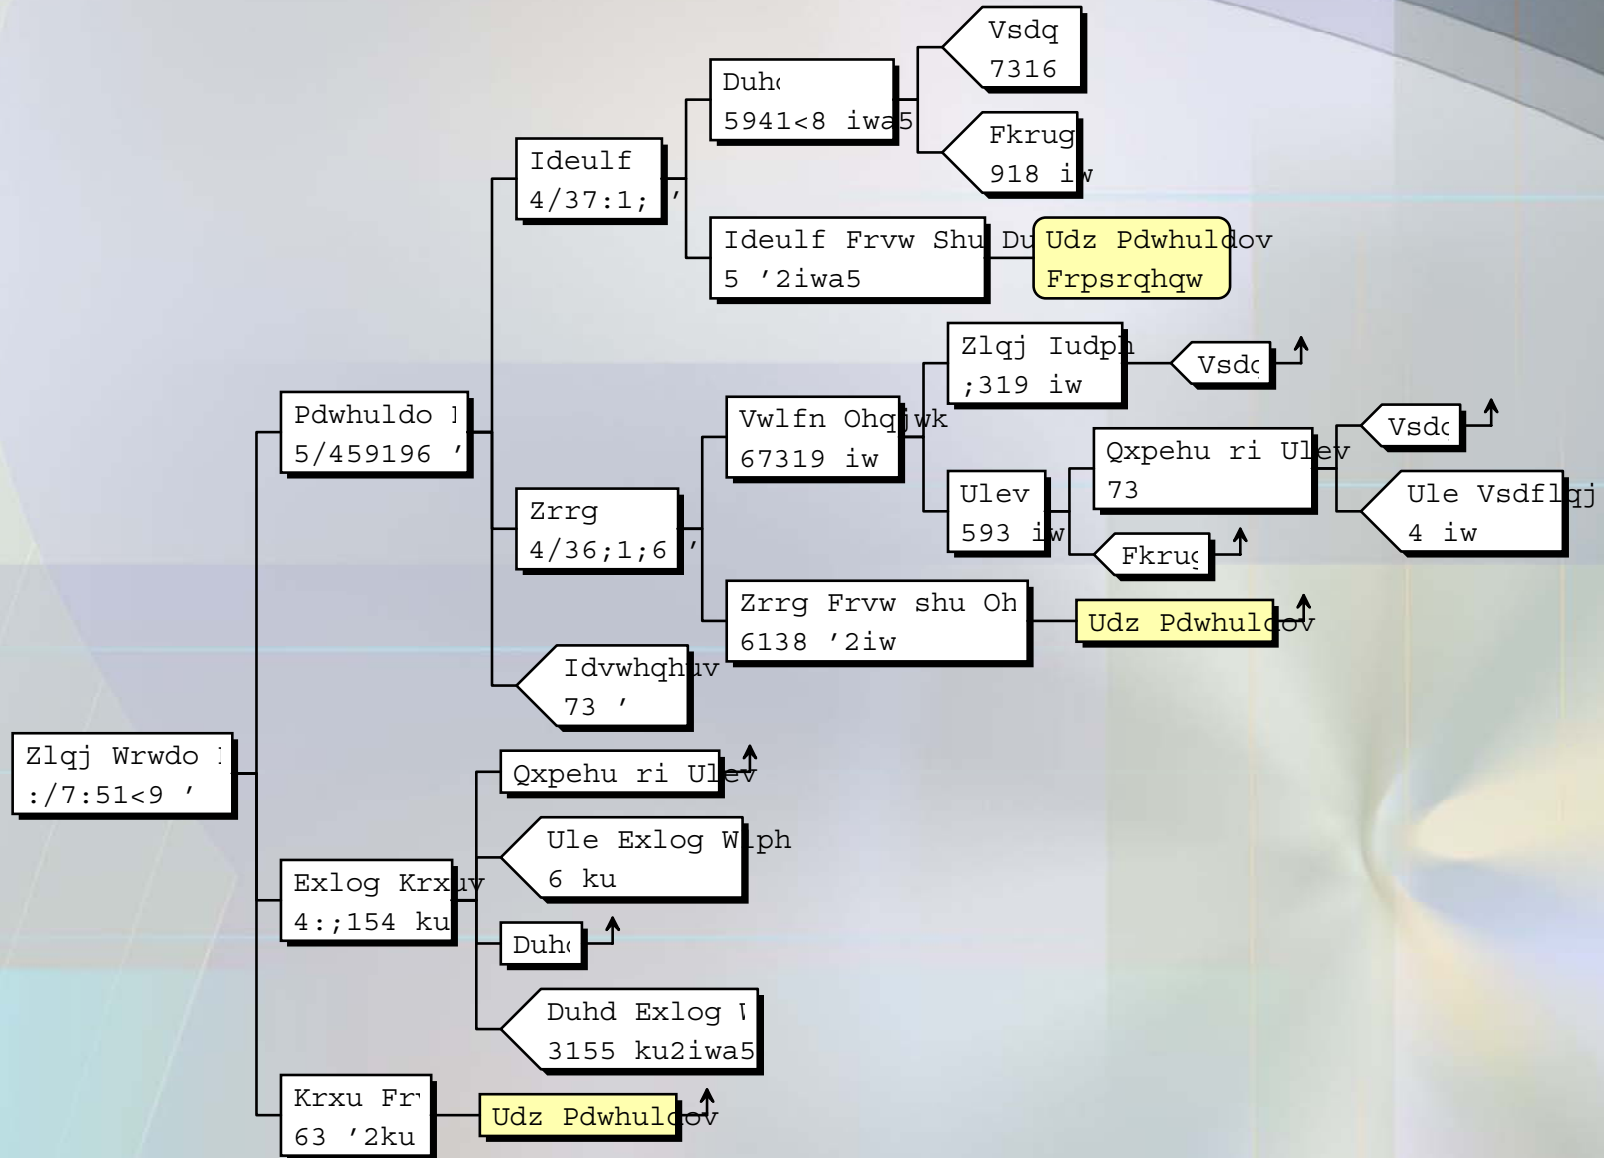 Vsdq
7316
Duhd
5941<8 iwa5
Fkrug
918 iw
Ideulf
4/37:1; '
Ideulf Frvw Shu Du
5 '2iwa5
Udz Pdwhuldov
Frpsrqhqw
Zlqj Iudph
;319 iw
Vsdq
Pdwhuldo
5/459196 '
Vwlfn Ohqjwk
67319 iw
Vsdq
Qxpehu ri Ulev
73
Ulev
593 iw
Ule Vsdflqj
4 iw
Zrrg
4/36;1;6 '
Fkrug
Zrrg Frvw shu Oh
6138 '2iw
Udz Pdwhuldov
Idvwhqhuv
73 '
Zlqj Wrwdo
:/7:51<9 '
Qxpehu ri Ulev
Ule Exlog Wlph
6 ku
Exlog Krxuv
4:;154 ku
Duhd
Duhd Exlog
3155 ku2iwa5
Krxu
63 '2ku
Udz Pdwhuldov